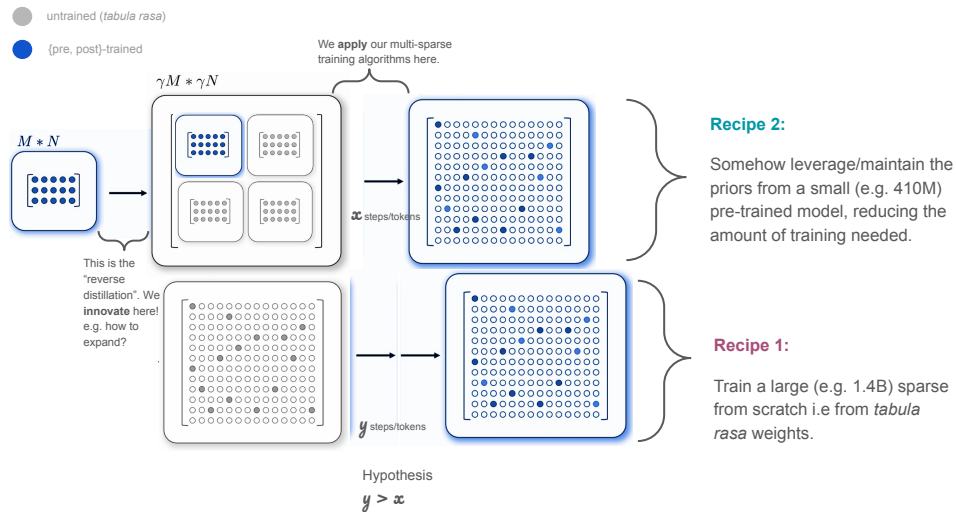 untrained (tabula rasa)
{pre, post}-trained
We apply our multi-sparse
training algorithms here.
γM ∗ γN
M ∗ N
x steps/tokens
This is the
“reverse
distillation”. We
innovate here!
e.g. how to
expand?
.
Recipe 2:
Somehow leverage/maintain the
priors from a small (e.g. 410M)
pre-trained model, reducing the
amount of training needed.
y steps/tokens
Recipe 1:
Train a large (e.g. 1.4B) sparse
from scratch i.e from tabula
rasa weights.
Hypothesis
y > x